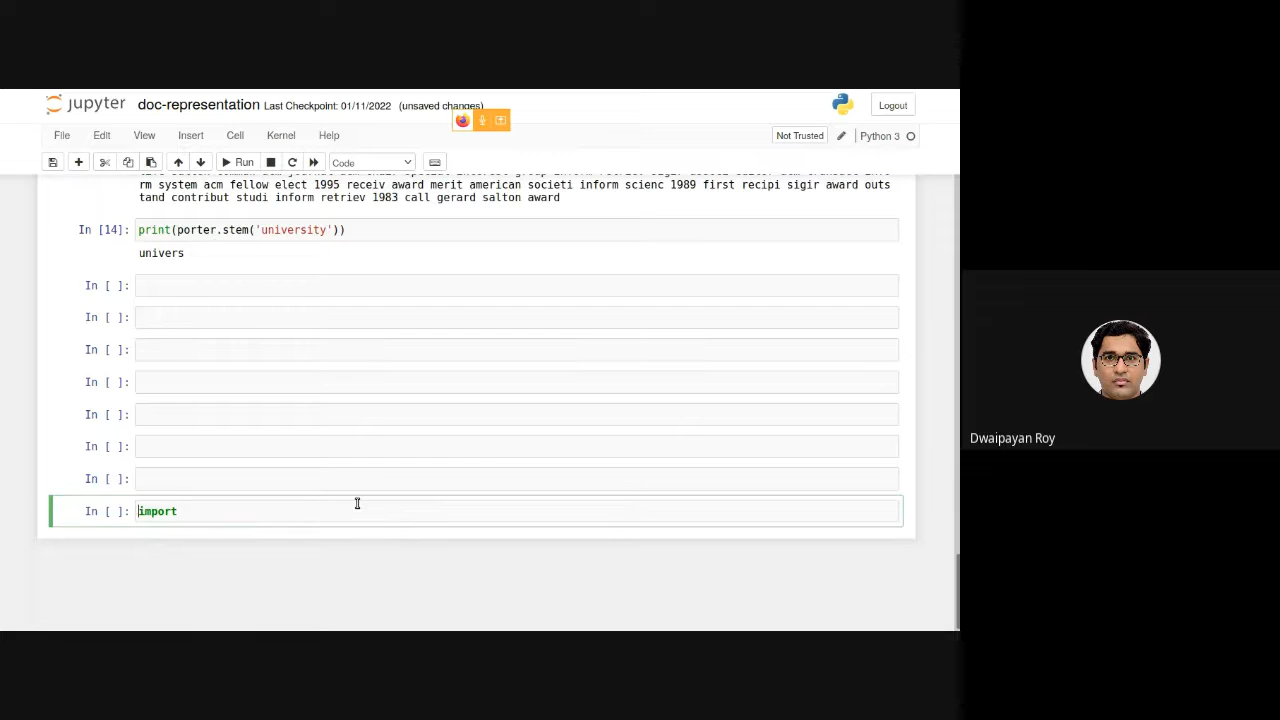 jupyter doc-representation Last Checkpoint: 01/11/2022 (unsaved changes) Logout
File Edit View Insert Cell Kernel Help Not Trusted Python 3
Run Code
rm system acm fellow elect 1995 receiv award merit american societi inform scienc 1989 first recipi sigir award outs
tand contribut studi inform retriev 1983 call gerard salton award
In [14]: print(porter.stem('university'))
univers
In [ ]:
In [ ]:
In [ ]:
In [ ]:
In [ ]:
In [ ]:
In [ ]:
In [ ]: import
Dwaipayan Roy